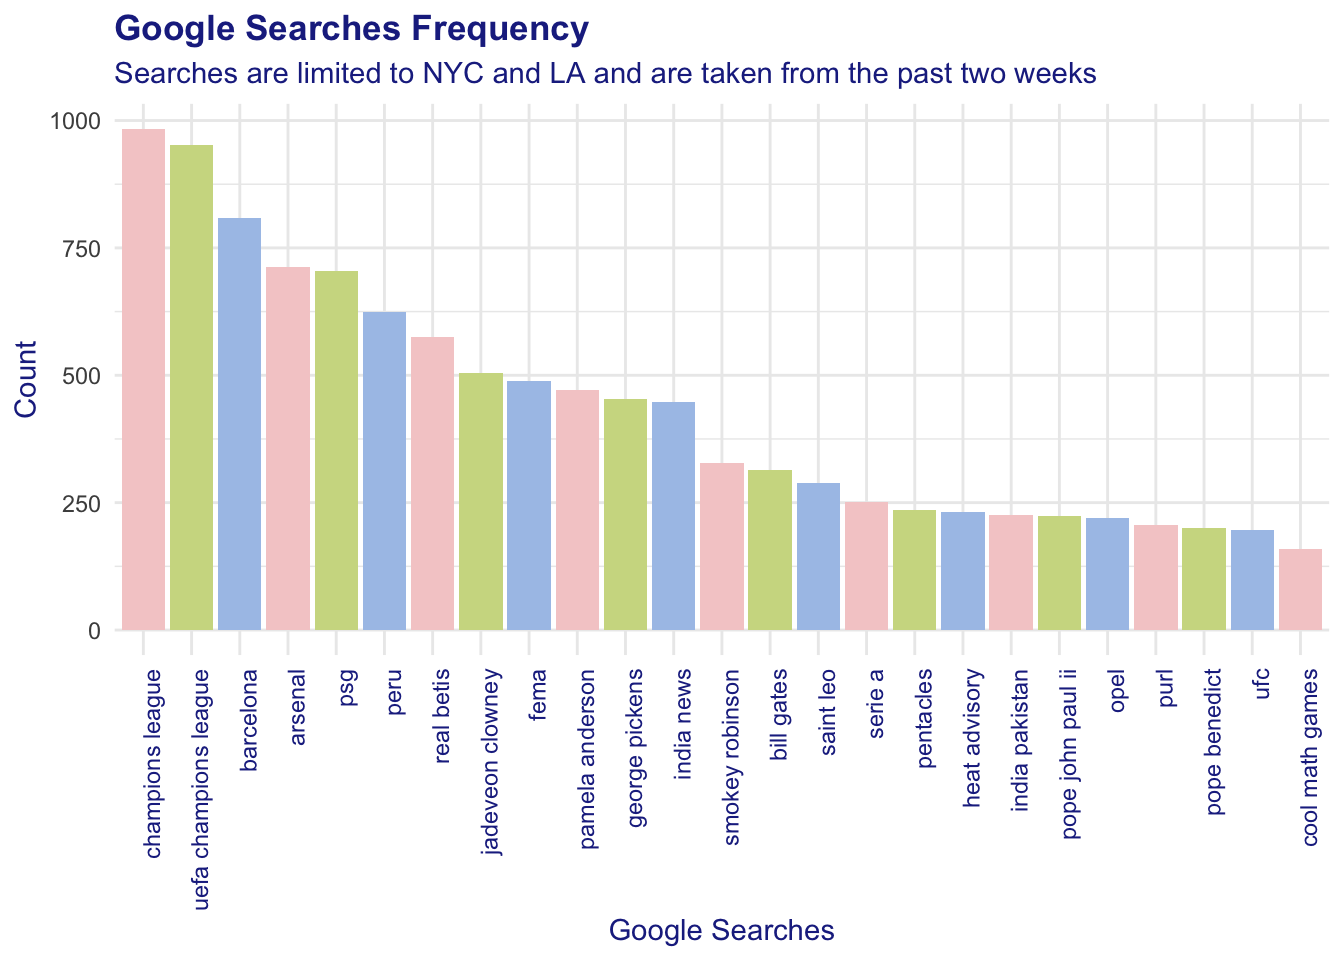 Google Searches Frequency
Searches are limited to NYC and LA and are taken from the past two weeks
1000
750
500
250
0
Count
champions league
uefa champions league
barcelona
arsenal
psg
peru
real betis
jadeveon clowney
fema
pamela anderson
george pickens
india news
smokey robinson
bill gates
saint leo
serie a
pentacles
heat advisory
india pakistan
pope john paul ii
opel
purl
pope benedict
ufc
cool math games
Google Searches